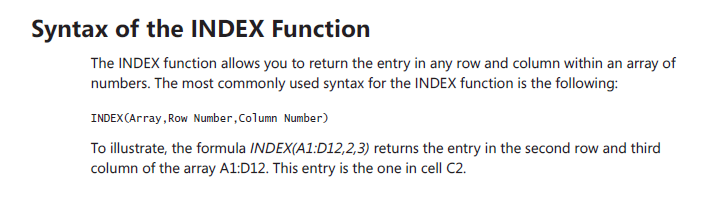 Syntax of the INDEX Function
The INDEX function allows you to return the entry in any row and column within an array of
numbers. The most commonly used syntax for the INDEX function is the following:
INDEX(Array,Row Number,Column Number)
To illustrate, the formula INDEX(A1:D12,2,3) returns the entry in the second row and third
column of the array A1:D12. This entry is the one in cell C2.